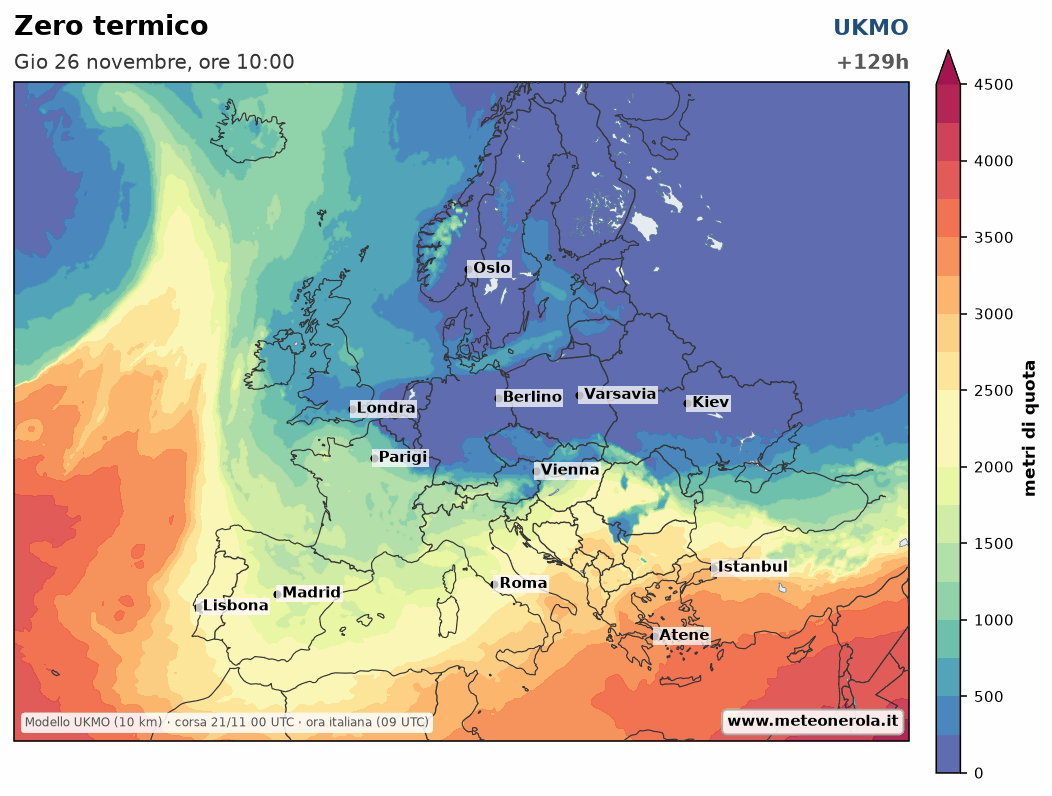 Zero termico
UKMO
Gio 26 novembre, ore 10:00
+129h
4500
4000
3500
3000
2500
2000
1500
1000
500
0
metri di quota
Oslo
Berlino
Varsavia
Kiev
Londra
Parigi
Vienna
Istanbul
Roma
Madrid
Lisbona
Atene
Modello UKMO (10 km) · corsa 21/11 00 UTC · ora italiana (09 UTC)
www.meteonerola.it